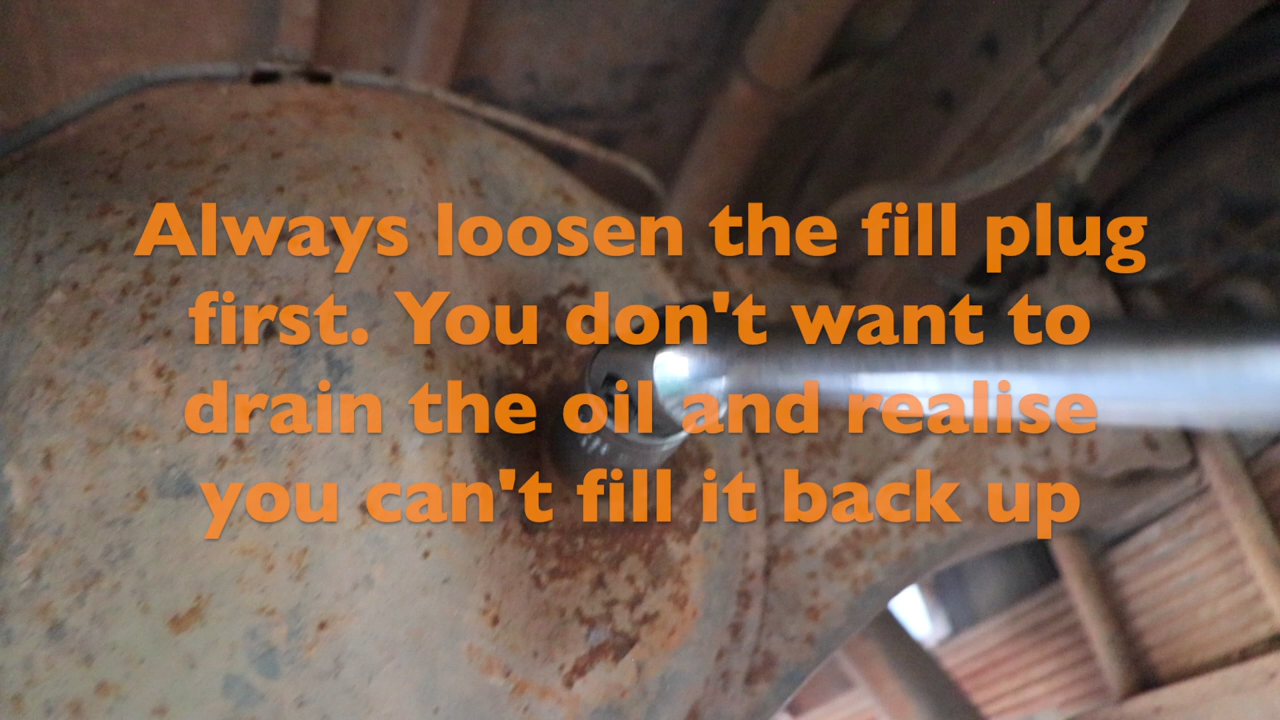 Always loosen the fill plug
first. You don't want to
drain the oil and realise
you can't fill it back up